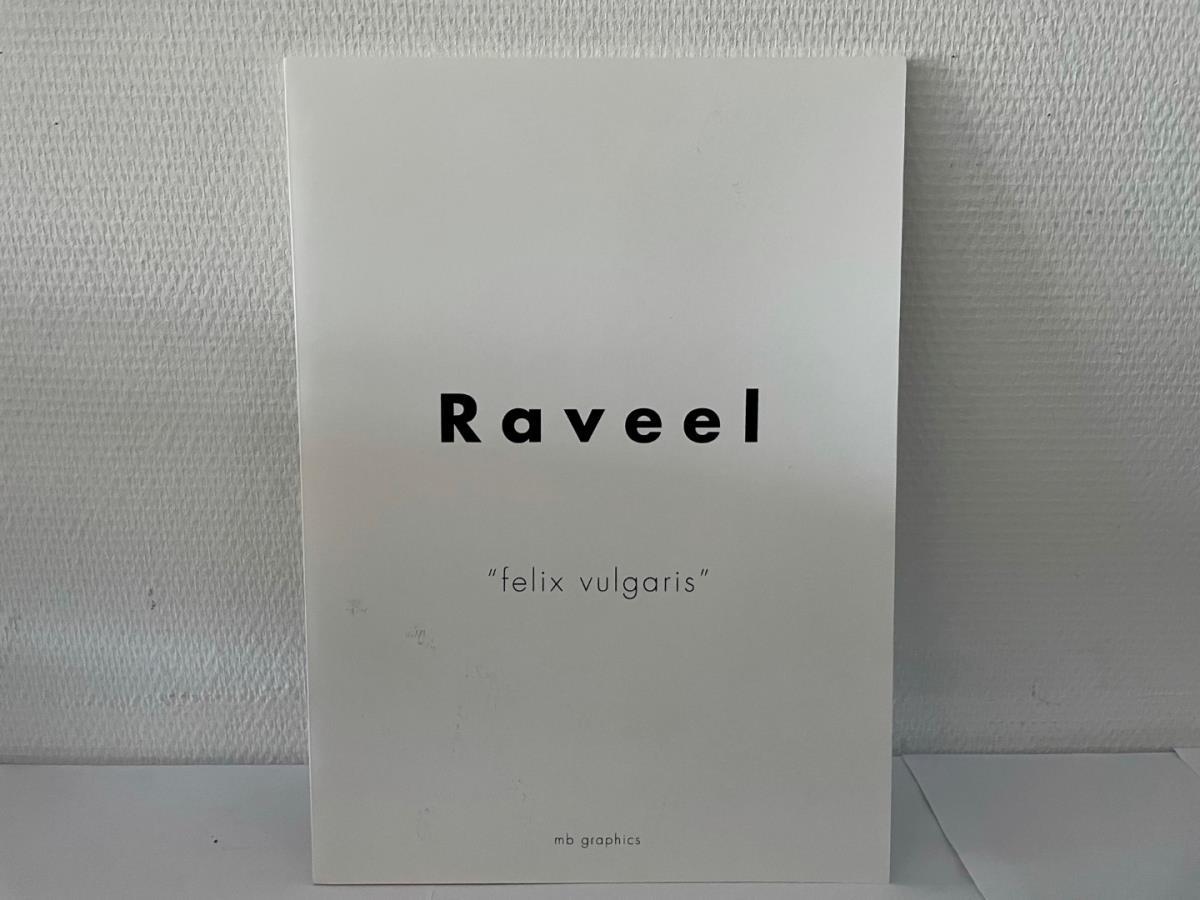 Raveel
"felix vulgaris"
mb graphics